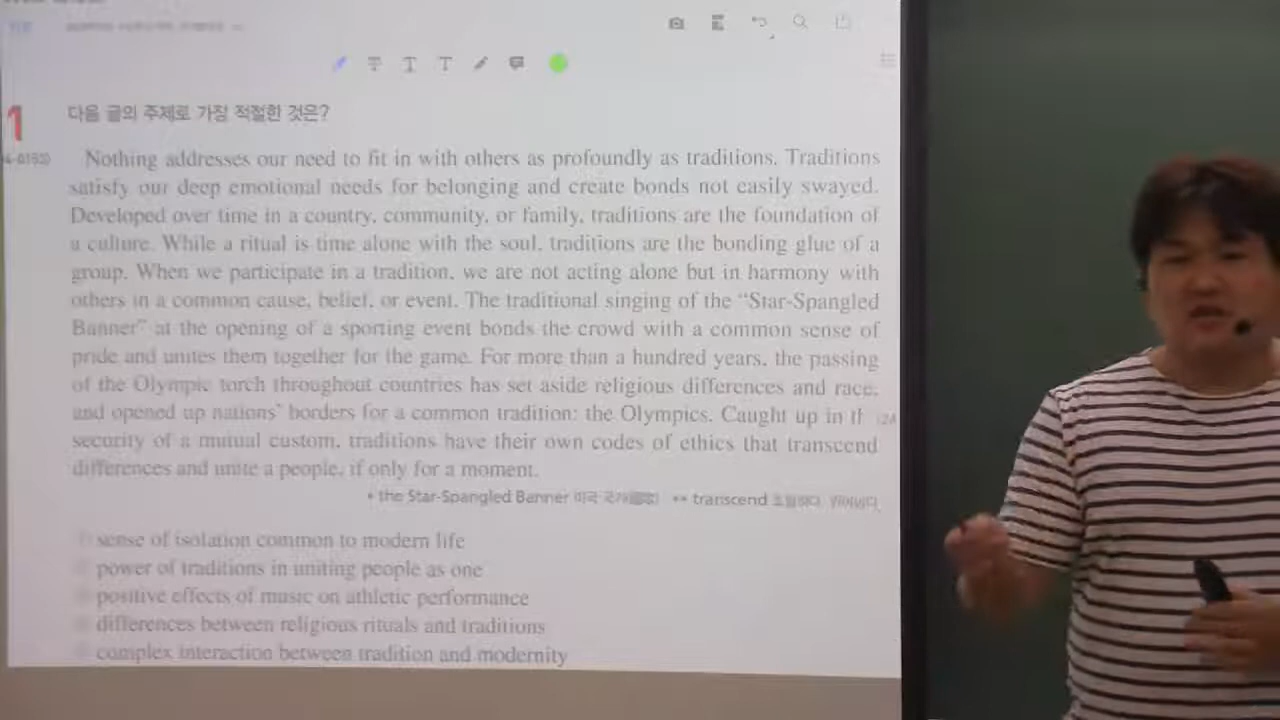 1
다음 글의 주제로 가장 적절한 것은?
Nothing addresses our need to fit in with others as profoundly as traditions. Traditions
satisfy our deep emotional needs for belonging and create bonds not easily swayed.
Developed over time in a country, community, or family, traditions are the foundation of
a culture. While a ritual is time alone with the soul, traditions are the bonding glue of a
group. When we participate in a tradition, we are not acting alone but in harmony with
others in a common cause, belief, or event. The traditional singing of the “Star-Spangled
Banner” at the opening of a sporting event bonds the crowd with a common sense of
pride and unites them together for the game. For more than a hundred years, the passing
of the Olympic torch throughout countries has set aside religious differences and race,
and opened up nations’ borders for a common tradition: the Olympics. Caught up in th
security of a mutual custom, traditions have their own codes of ethics that transcend
differences and unite a people, if only for a moment.
* the Star-Spangled Banner 미국 ** transcend
sense of isolation common to modern life
power of traditions in uniting people as one
positive effects of music on athletic performance
differences between religious rituals and traditions
complex interaction between tradition and modernity